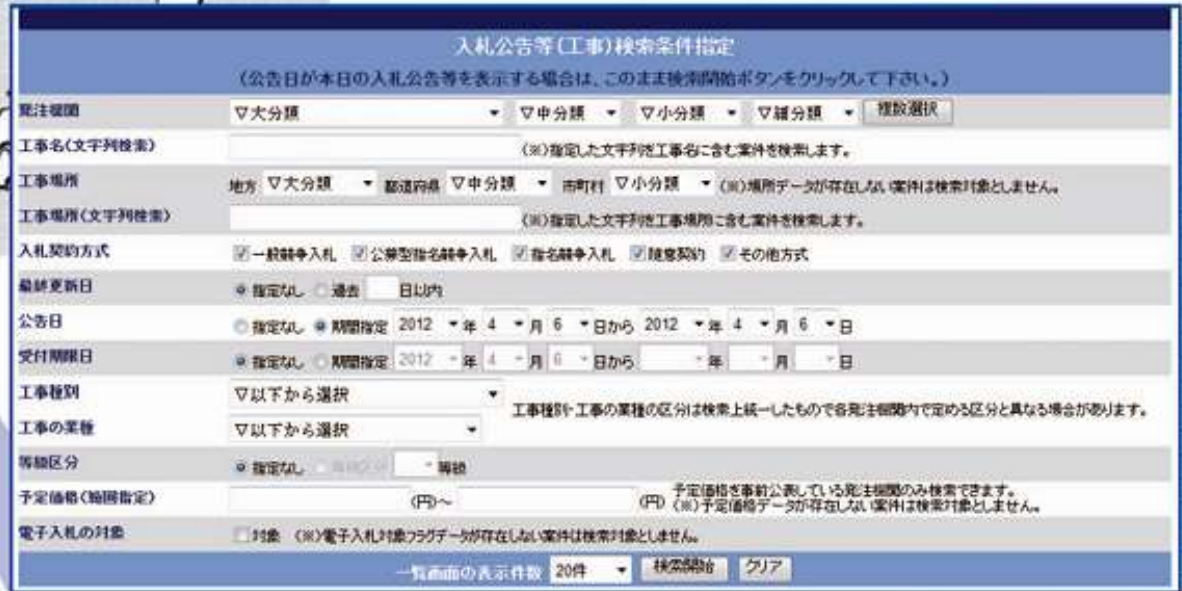 入札公告等(工事)検索条件指定
(公告日が本日の入札公告等を表示する場合は、このまま検索開始ボタンをクリックして下さい。)
発注機関 ▽大分類 ▽中分類 ▽小分類 ▽細分類 複数選択
工事名(文字列検索) (※)指定した文字列を工事名に含む案件を検索します。
工事場所 地方 ▽大分類 都道府県 ▽中分類 市町村 ▽小分類 (※)場所データが存在しない案件は検索対象としません。
工事場所(文字列検索) (※)指定した文字列を工事場所に含む案件を検索します。
入札契約方式 一般競争入札 公募型指名競争入札 指名競争入札 随意契約 その他方式
最終更新日 指定なし 過去 日以内
公告日 指定なし 期間指定 2012 年 4 月 6 日から 2012 年 4 月 6 日
受付期限日 指定なし 期間指定 2012 年 4 月 6 日から 年 月 日
工事種別 ▽以下から選択
工事種別・工事の業種の区分は検索上統一したもので各発注機関内で定める区分と異なる場合があります。
工事の業種 ▽以下から選択
等級区分 指定なし 等級
予定価格(範囲指定) (円)～ (円)
予定価格を事前公表している発注機関のみ検索できます。
(※)予定価格データが存在しない案件は検索対象としません。
電子入札の対象 対象 (※)電子入札対象フラグデータが存在しない案件は検索対象としません。
一覧画面の表示件数 20件 検索開始 クリア